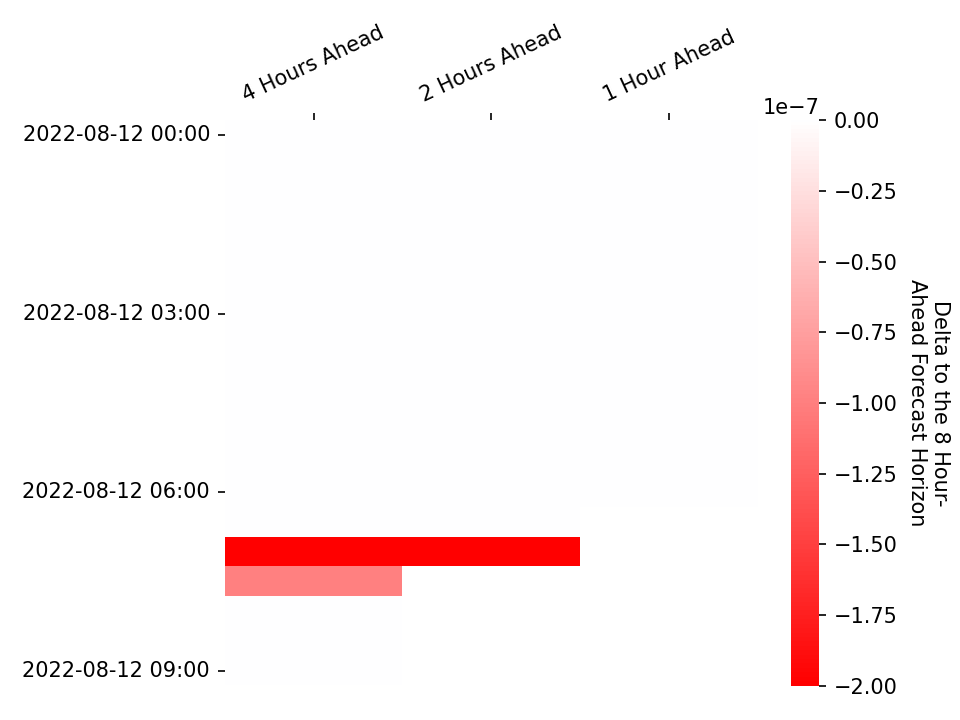 4 Hours Ahead
2 Hours Ahead
1 Hour Ahead
2022-08-12 00:00
2022-08-12 03:00
2022-08-12 06:00
2022-08-12 09:00
1e−7
0.00
−0.25
−0.50
−0.75
−1.00
−1.25
−1.50
−1.75
−2.00
Delta to the 8 Hour-
Ahead Forecast Horizon